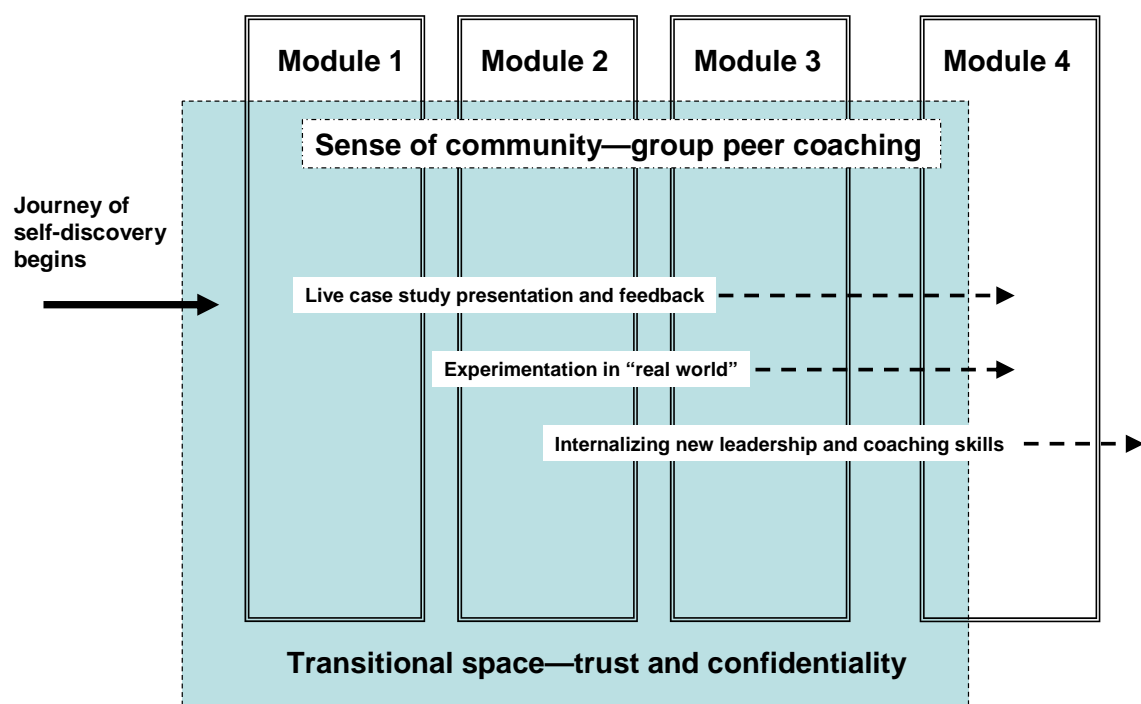 Module 1
Module 2
Module 3
Module 4
Sense of community—group peer coaching
Journey of
self-discovery
begins
Live case study presentation and feedback
Experimentation in “real world”
Internalizing new leadership and coaching skills
Transitional space—trust and confidentiality